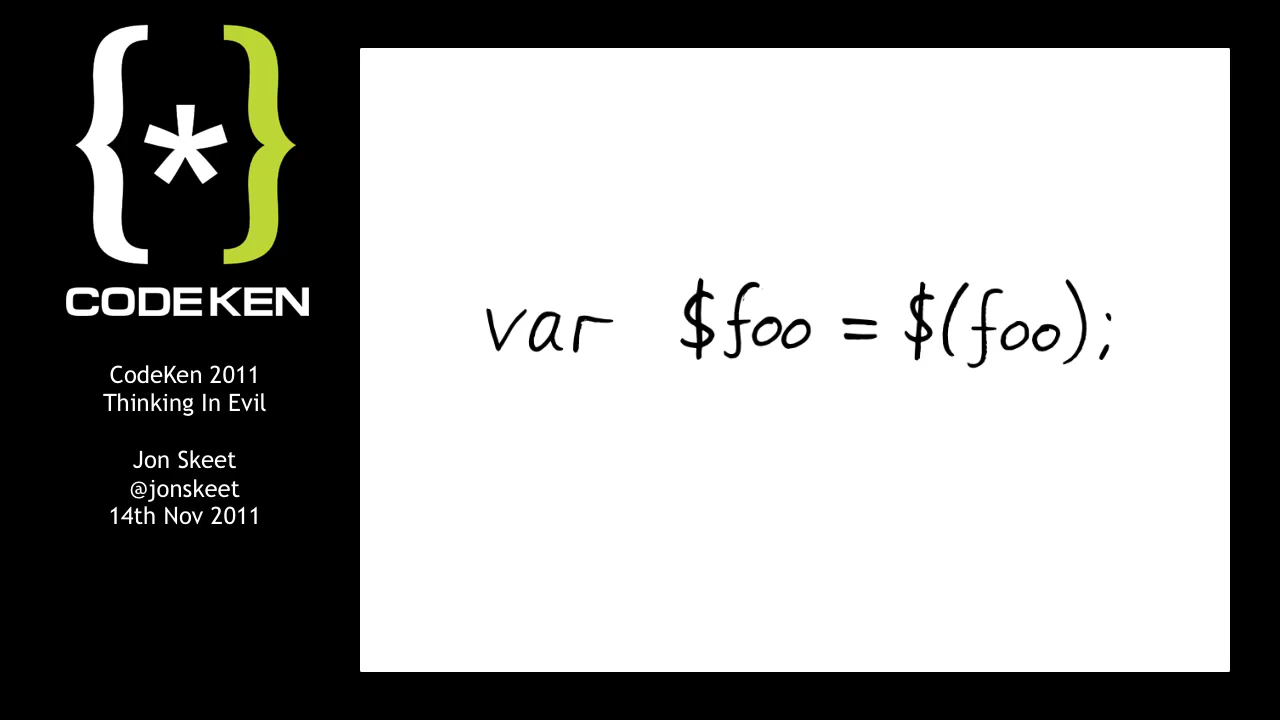 {*}
CODEKEN
CodeKen 2011
Thinking In Evil
Jon Skeet
@jonskeet
14th Nov 2011
var $foo = $(foo);